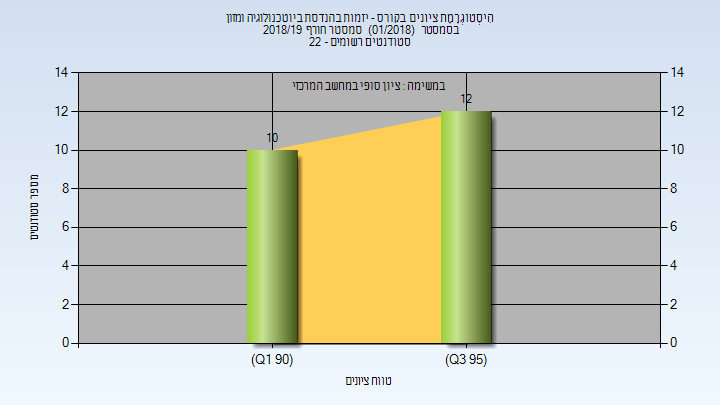 היסטוגרמת ציונים בקורס - יזמות בהנדסת ביוטכנולוגיה ומזון
בסמסטר (01/2018) סמסטר חורף 2018/19
סטודנטים רשומים - 22
במשימה : ציון סופי במחשב המרכזי
14 14
12 12
10 10
8 8
6 6
4 4
2 2
0 0
10
12
מספר סטודנטים
(Q1 90) (Q3 95)
טווח ציונים